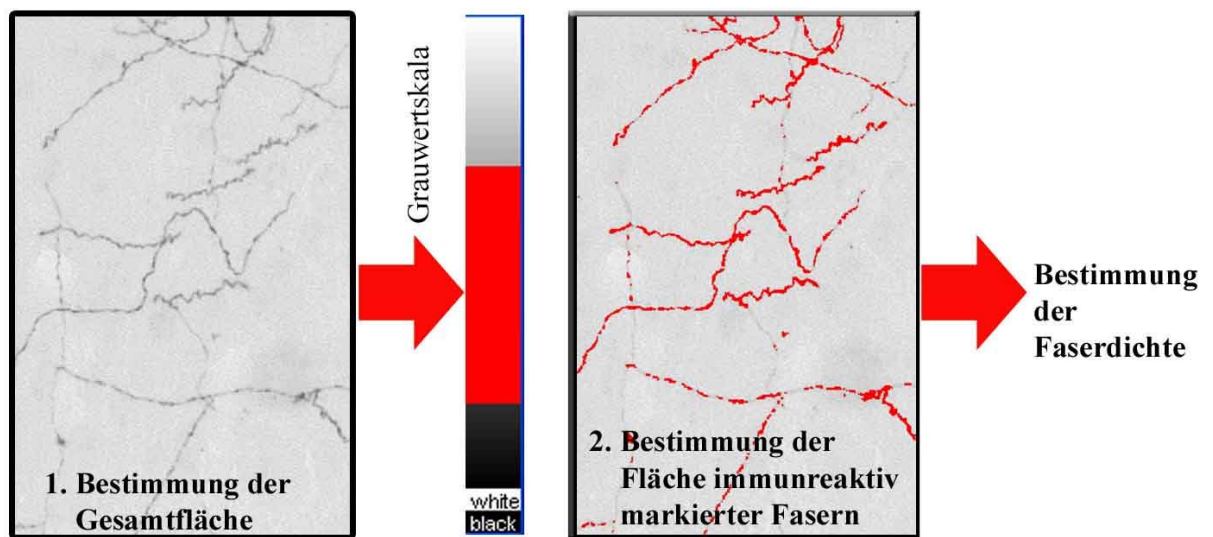 1. Bestimmung der
Gesamtfläche
Grauwertskala
white
black
2. Bestimmung der
Fläche immunreaktiv
markierter Fasern
Bestimmung
der
Faserdichte